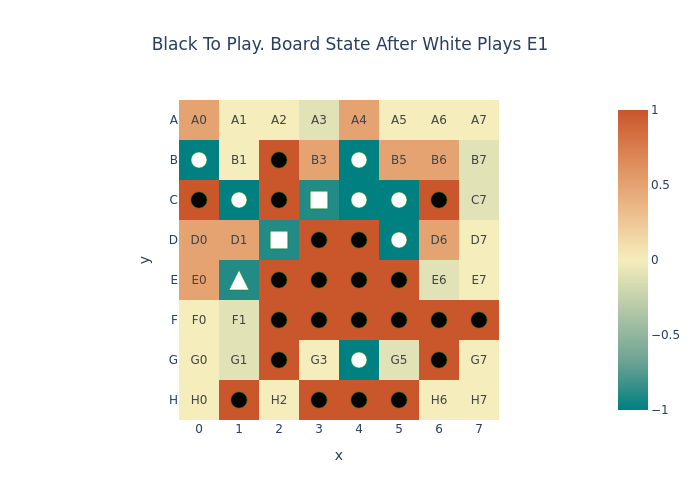 Black To Play. Board State After White Plays E1
A A0 A1 A2 A3 A4 A5 A6 A7
B B1 B3 B5 B6 B7
C C7
D D0 D1 D6 D7
E E0 E6 E7
F F0 F1
G G0 G1 G3 G5 G7
H H0 H2 H6 H7
0 1 2 3 4 5 6 7
x
y
1
0.5
0
−0.5
−1